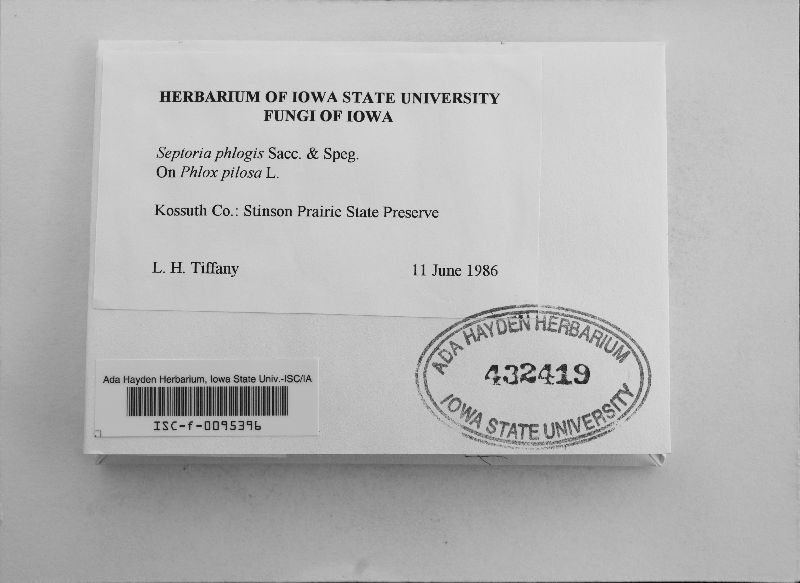 HERBARIUM OF IOWA STATE UNIVERSITY
FUNGI OF IOWA
Septoria phlogis Sacc. & Speg.
On Phlox pilosa L.
Kossuth Co.: Stinson Prairie State Preserve
L. H. Tiffany 11 June 1986
ADA HAYDEN HERBARIUM
432419
IOWA STATE UNIVERSITY
Ada Hayden Herbarium, Iowa State Univ.-ISC/IA
ISC-f-0095396